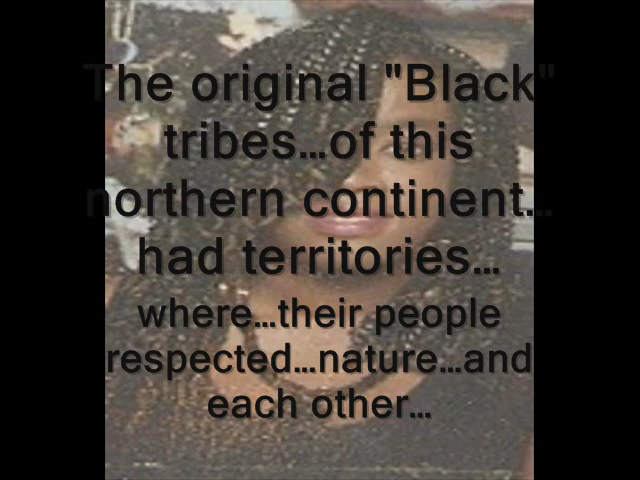 The original "Black"
tribes...of this
northern continent...
had territories...
where...their people
respected...nature...and
each other...